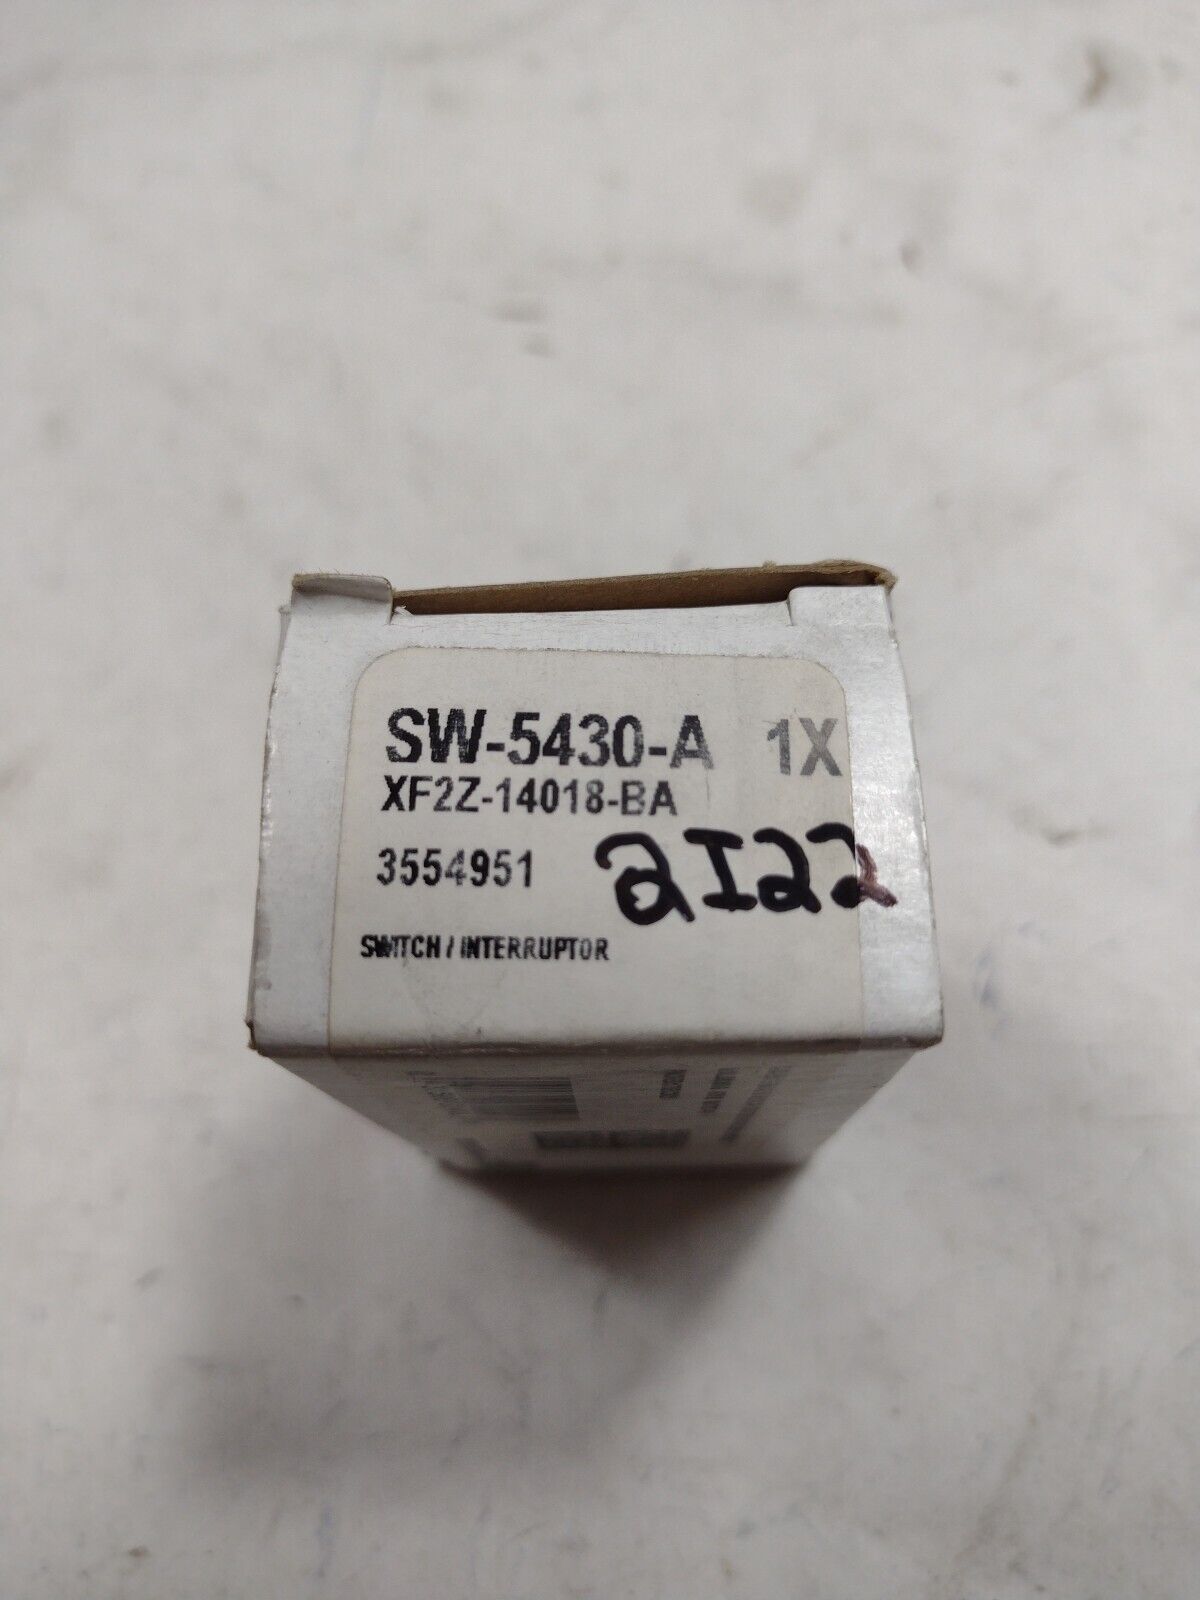 SW-5430-A 1X
XF2Z-14018-BA
3554951 2I22
SWITCH / INTERRUPTOR